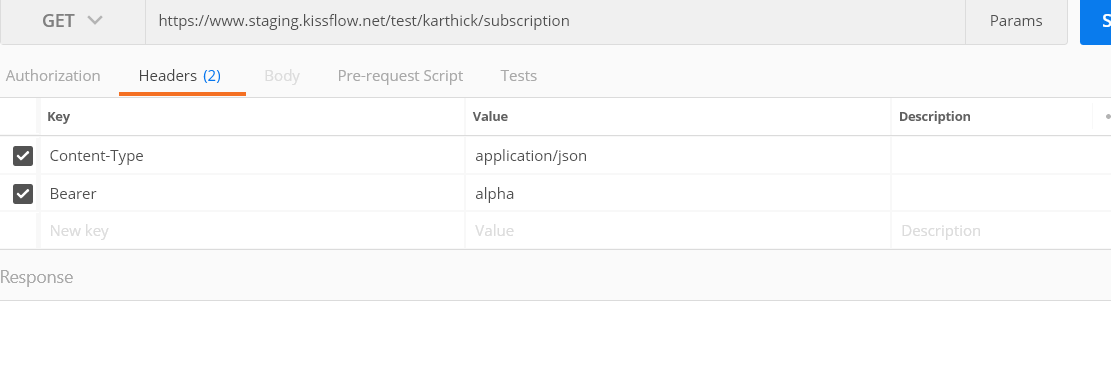 GET https://www.staging.kissflow.net/test/karthick/subscription Params S
Authorization Headers (2) Body Pre-request Script Tests
Key Value Description
Content-Type application/json
Bearer alpha
New key Value Description
Response